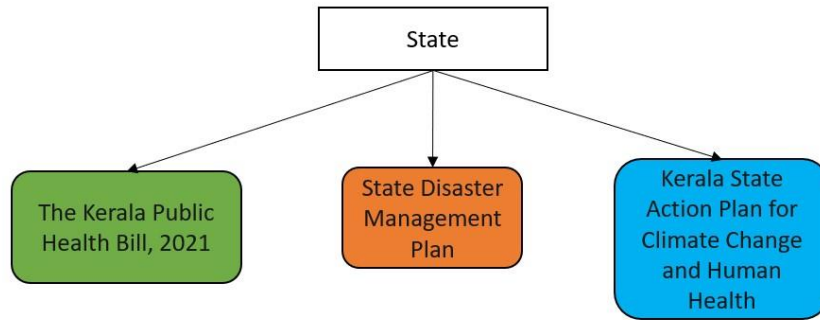 State
The Kerala Public
Health Bill, 2021
State Disaster
Management
Plan
Kerala State
Action Plan for
Climate Change
and Human
Health